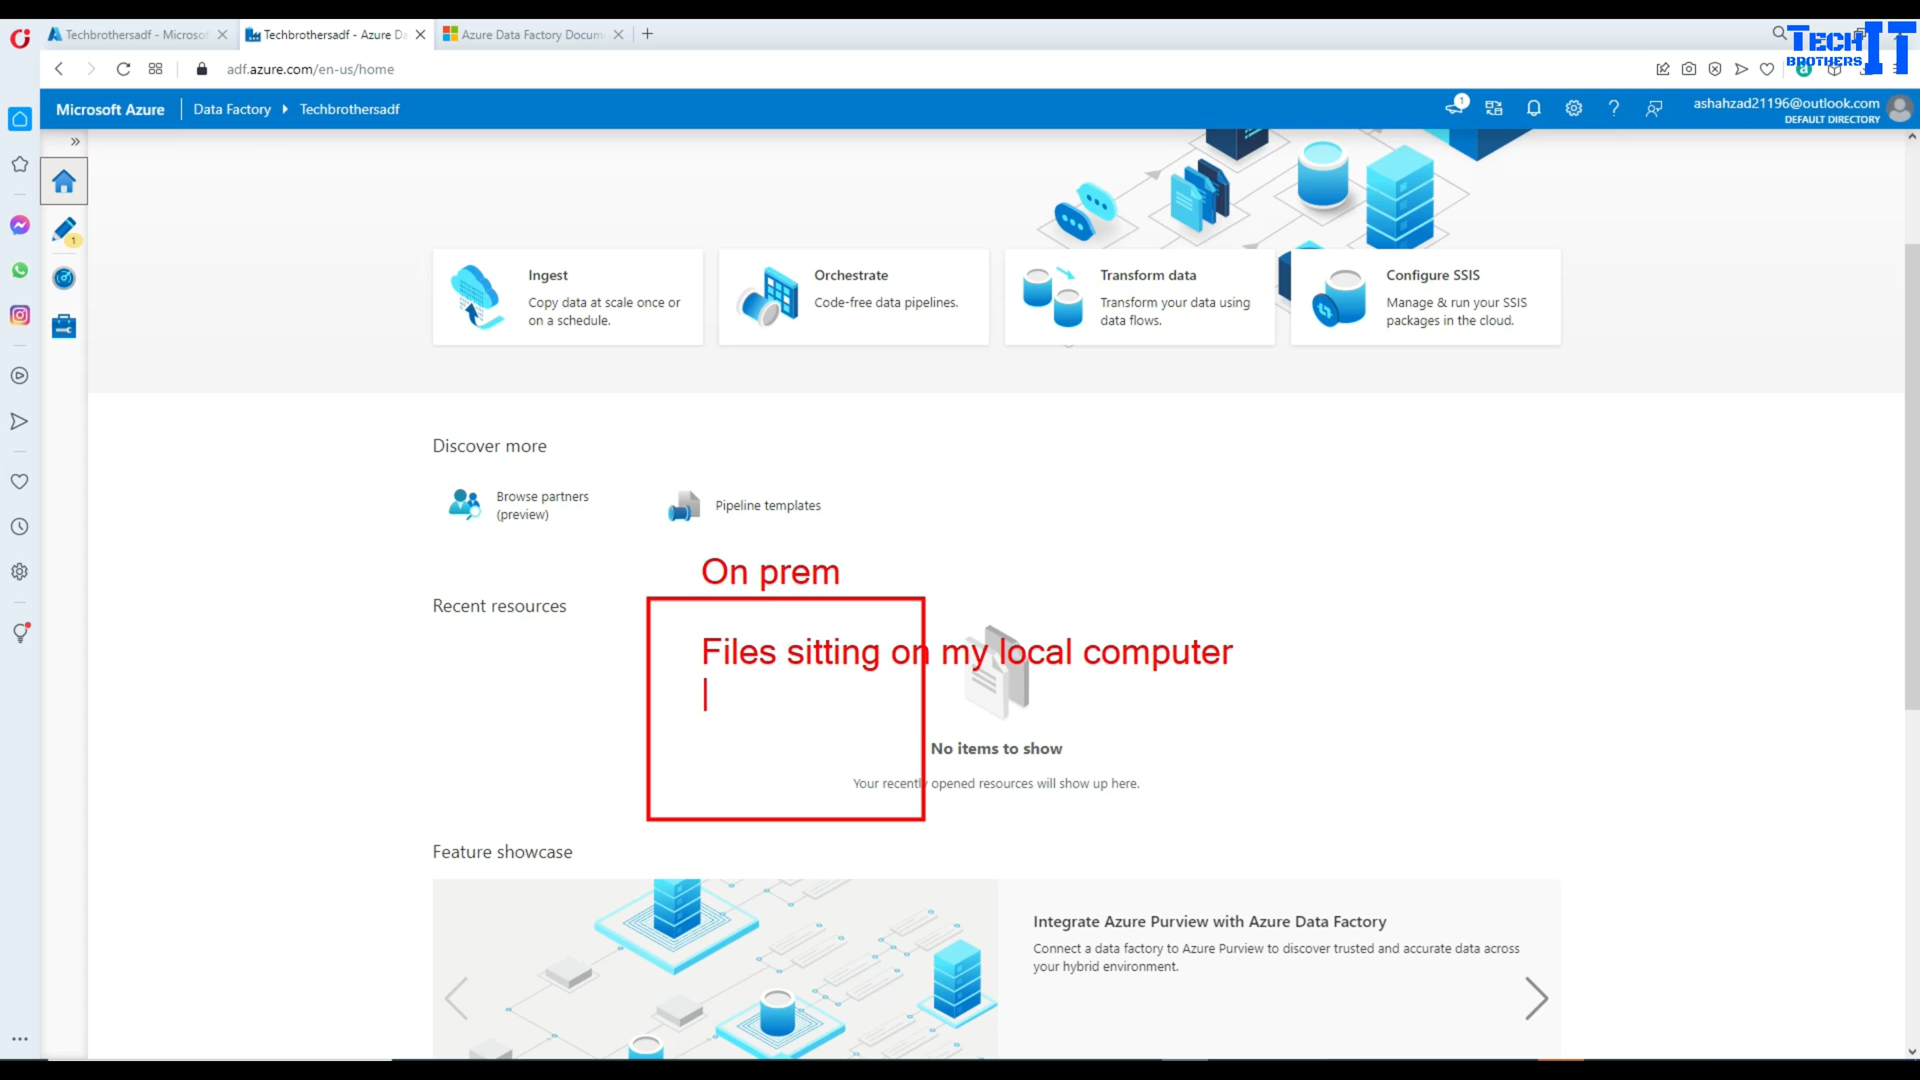 Techbrothersadf - Microsof
Techbrothersadf - Azure Da
Azure Data Factory Docum
TECH IT
BROTHERS
adf.azure.com/en-us/home
a
Microsoft Azure
Data Factory
Techbrothersadf
1
ashahzad21196@outlook.com
DEFAULT DIRECTORY
1
Ingest
Copy data at scale once or
on a schedule.
Orchestrate
Code-free data pipelines.
Transform data
Transform your data using
data flows.
Configure SSIS
Manage & run your SSIS
packages in the cloud.
Discover more
Browse partners
(preview)
Pipeline templates
On prem
Recent resources
Files sitting on my local computer
No items to show
Your recently opened resources will show up here.
Feature showcase
Integrate Azure Purview with Azure Data Factory
Connect a data factory to Azure Purview to discover trusted and accurate data across
your hybrid environment.